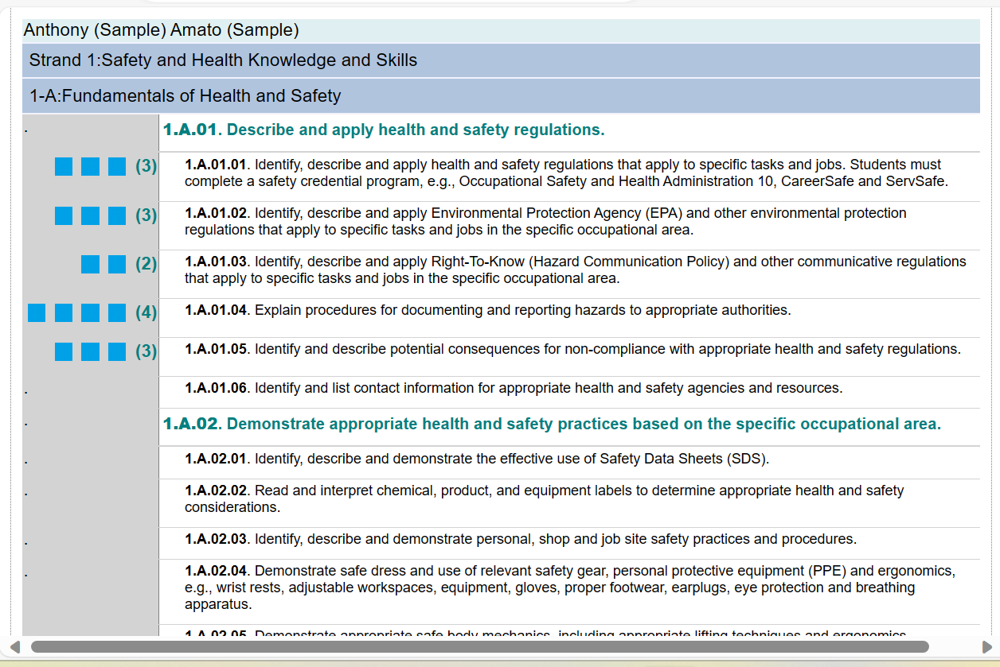 Anthony (Sample) Amato (Sample)
Strand 1:Safety and Health Knowledge and Skills
1-A:Fundamentals of Health and Safety
. 1.A.01. Describe and apply health and safety regulations.
(3) 1.A.01.01. Identify, describe and apply health and safety regulations that apply to specific tasks and jobs. Students must
complete a safety credential program, e.g., Occupational Safety and Health Administration 10, CareerSafe and ServSafe.
(3) 1.A.01.02. Identify, describe and apply Environmental Protection Agency (EPA) and other environmental protection
regulations that apply to specific tasks and jobs in the specific occupational area.
(2) 1.A.01.03. Identify, describe and apply Right-To-Know (Hazard Communication Policy) and other communicative regulations
that apply to specific tasks and jobs in the specific occupational area.
(4) 1.A.01.04. Explain procedures for documenting and reporting hazards to appropriate authorities.
(3) 1.A.01.05. Identify and describe potential consequences for non-compliance with appropriate health and safety regulations.
. 1.A.01.06. Identify and list contact information for appropriate health and safety agencies and resources.
. 1.A.02. Demonstrate appropriate health and safety practices based on the specific occupational area.
. 1.A.02.01. Identify, describe and demonstrate the effective use of Safety Data Sheets (SDS).
. 1.A.02.02. Read and interpret chemical, product, and equipment labels to determine appropriate health and safety
considerations.
. 1.A.02.03. Identify, describe and demonstrate personal, shop and job site safety practices and procedures.
. 1.A.02.04. Demonstrate safe dress and use of relevant safety gear, personal protective equipment (PPE) and ergonomics,
e.g., wrist rests, adjustable workspaces, equipment, gloves, proper footwear, earplugs, eye protection and breathing
apparatus.
1.A.02.05. Demonstrate appropriate safe body mechanics, including appropriate lifting techniques and ergonomics.